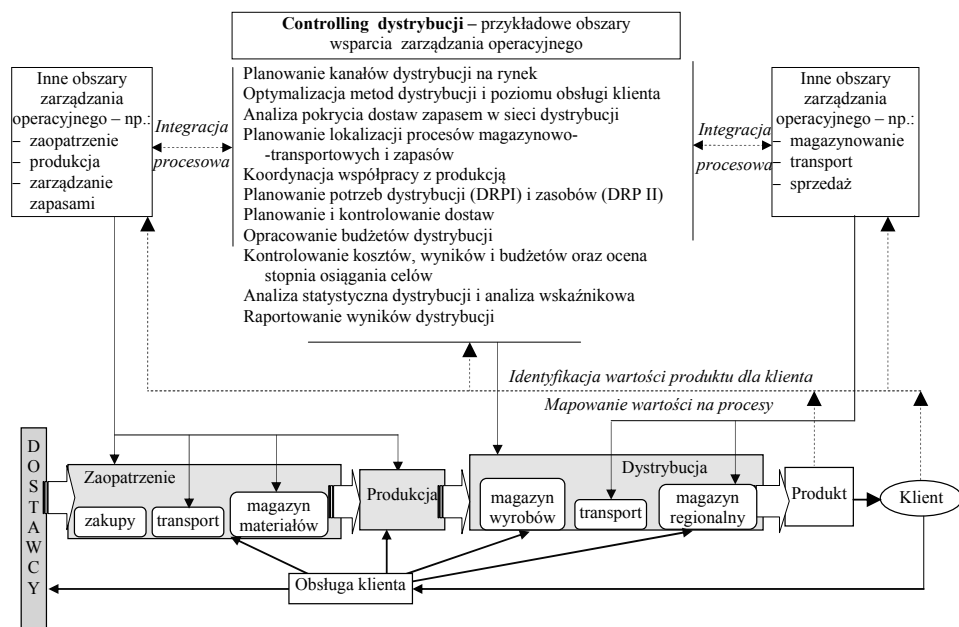 Controlling dystrybucji – przykładowe obszary
wsparcia zarządzania operacyjnego
Inne obszary
zarządzania
operacyjnego – np.:
– zaopatrzenie
– produkcja
– zarządzanie
zapasami
Integracja
procesowa
Planowanie kanałów dystrybucji na rynek
Optymalizacja metod dystrybucji i poziomu obsługi klienta
Analiza pokrycia dostaw zapasem w sieci dystrybucji
Planowanie lokalizacji procesów magazynowo-
-transportowych i zapasów
Koordynacja współpracy z produkcją
Planowanie potrzeb dystrybucji (DRPI) i zasobów (DRP II)
Planowanie i kontrolowanie dostaw
Opracowanie budżetów dystrybucji
Kontrolowanie kosztów, wyników i budżetów oraz ocena
stopnia osiągania celów
Analiza statystyczna dystrybucji i analiza wskaźnikowa
Raportowanie wyników dystrybucji
Integracja
procesowa
Inne obszary
zarządzania
operacyjnego – np.:
– magazynowanie
– transport
– sprzedaż
Identyfikacja wartości produktu dla klienta
Mapowanie wartości na procesy
D
O
S
T
A
W
C
Y
Zaopatrzenie
zakupy
transport
magazyn
materiałów
Produkcja
Dystrybucja
magazyn
wyrobów
transport
magazyn
regionalny
Produkt
Klient
Obsługa klienta